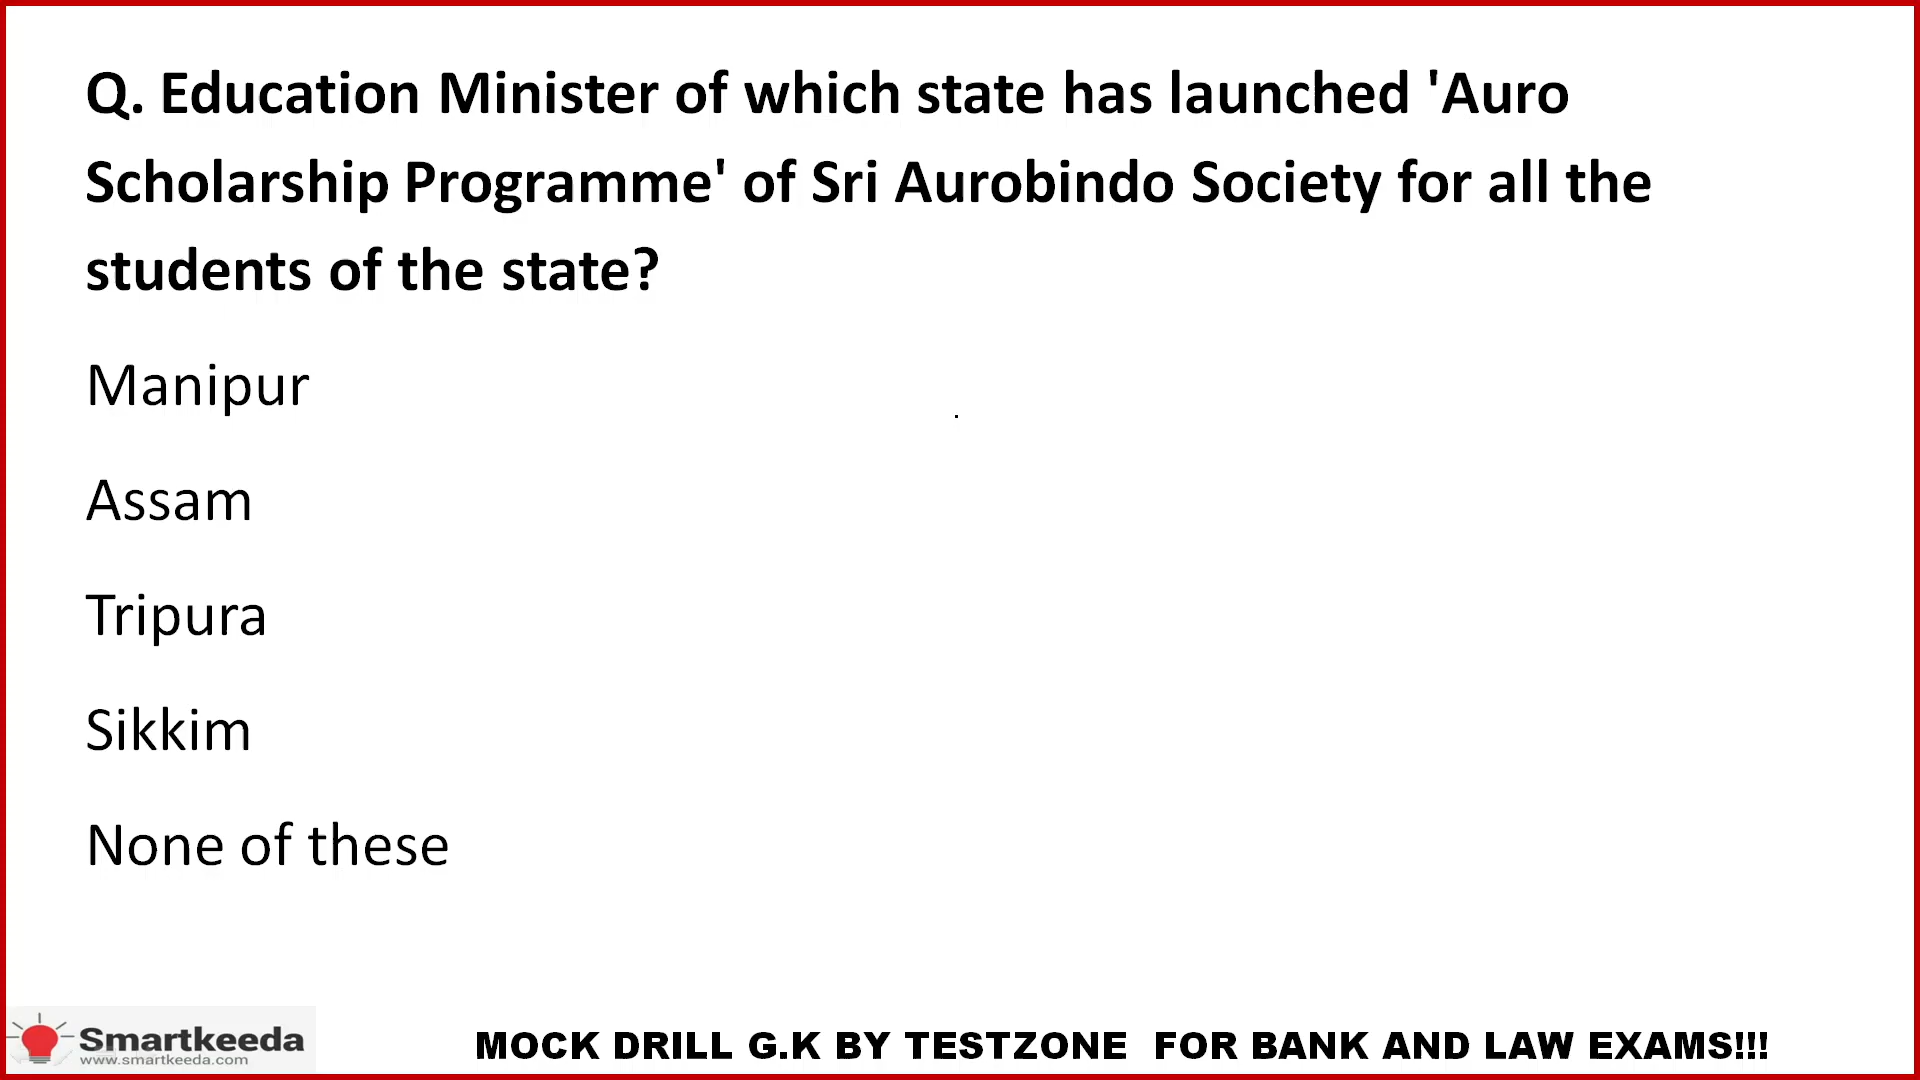 Q. Education Minister of which state has launched 'Auro
Scholarship Programme' of Sri Aurobindo Society for all the
students of the state?
Manipur
Assam
Tripura
Sikkim
None of these
Smartkeeda
www.smartkeeda.com
MOCK DRILL G.K BY TESTZONE FOR BANK AND LAW EXAMS!!!